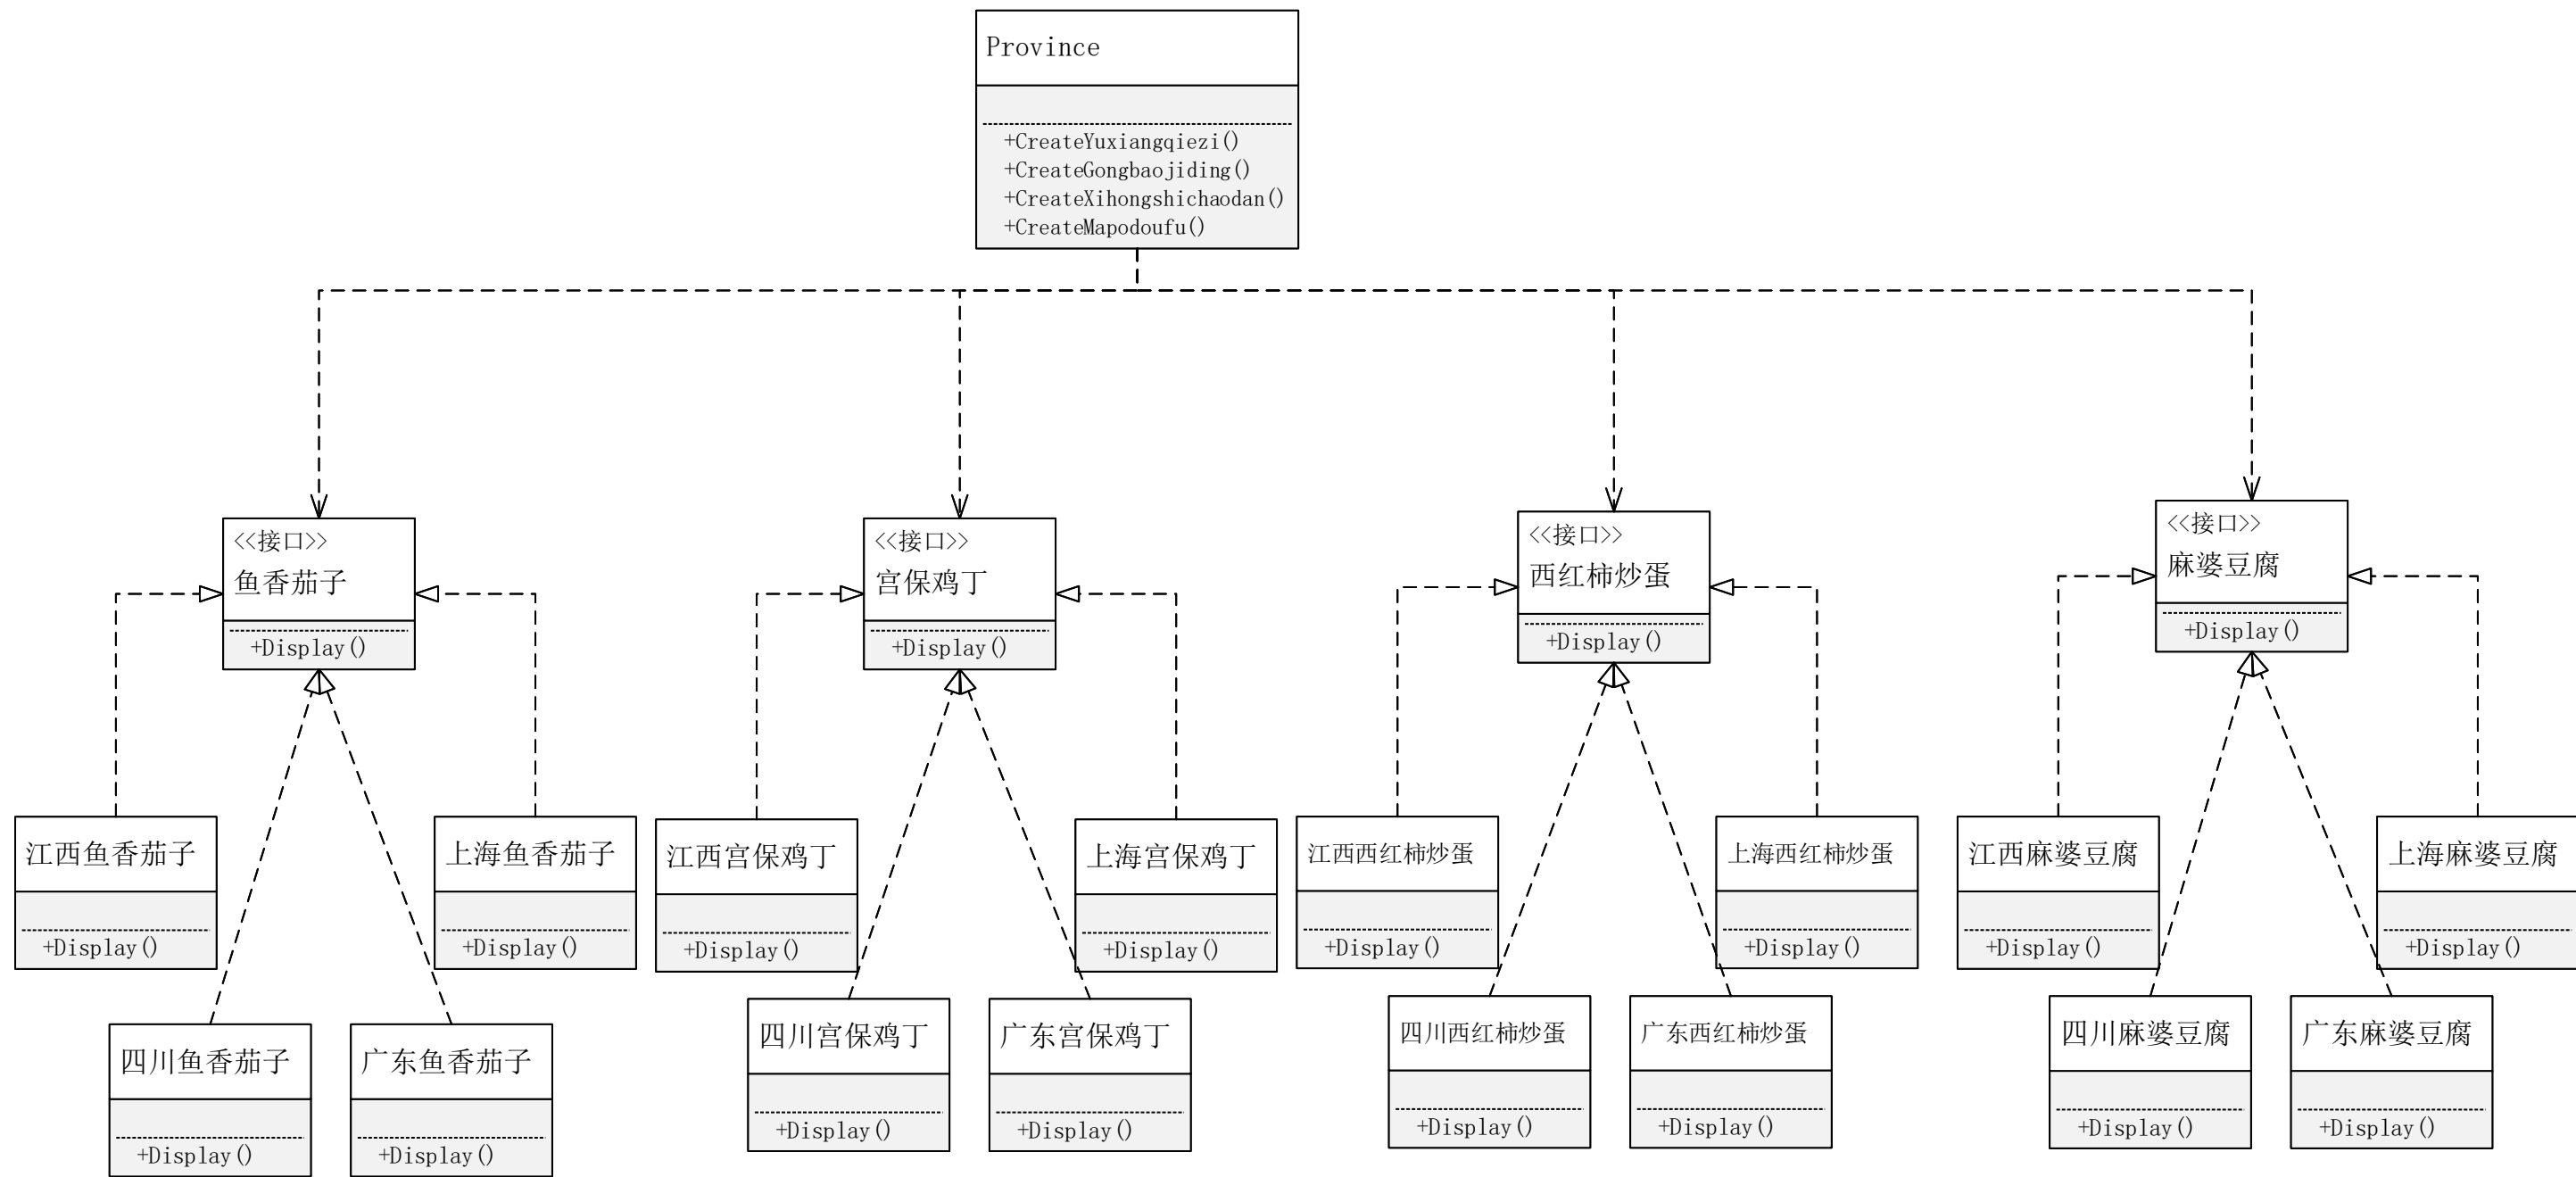 Province
+CreateYuxiangqiezi()
+CreateGongbaojiding()
+CreateXihongshichaodan()
+CreateMapodoufu()
<<接口>>
鱼香茄子
+Display()
<<接口>>
宫保鸡丁
+Display()
<<接口>>
西红柿炒蛋
+Display()
<<接口>>
麻婆豆腐
+Display()
江西鱼香茄子
+Display()
上海鱼香茄子
+Display()
江西宫保鸡丁
+Display()
上海宫保鸡丁
+Display()
江西西红柿炒蛋
+Display()
上海西红柿炒蛋
+Display()
江西麻婆豆腐
+Display()
上海麻婆豆腐
+Display()
四川鱼香茄子
+Display()
广东鱼香茄子
+Display()
四川宫保鸡丁
+Display()
广东宫保鸡丁
+Display()
四川西红柿炒蛋
+Display()
广东西红柿炒蛋
+Display()
四川麻婆豆腐
+Display()
广东麻婆豆腐
+Display()